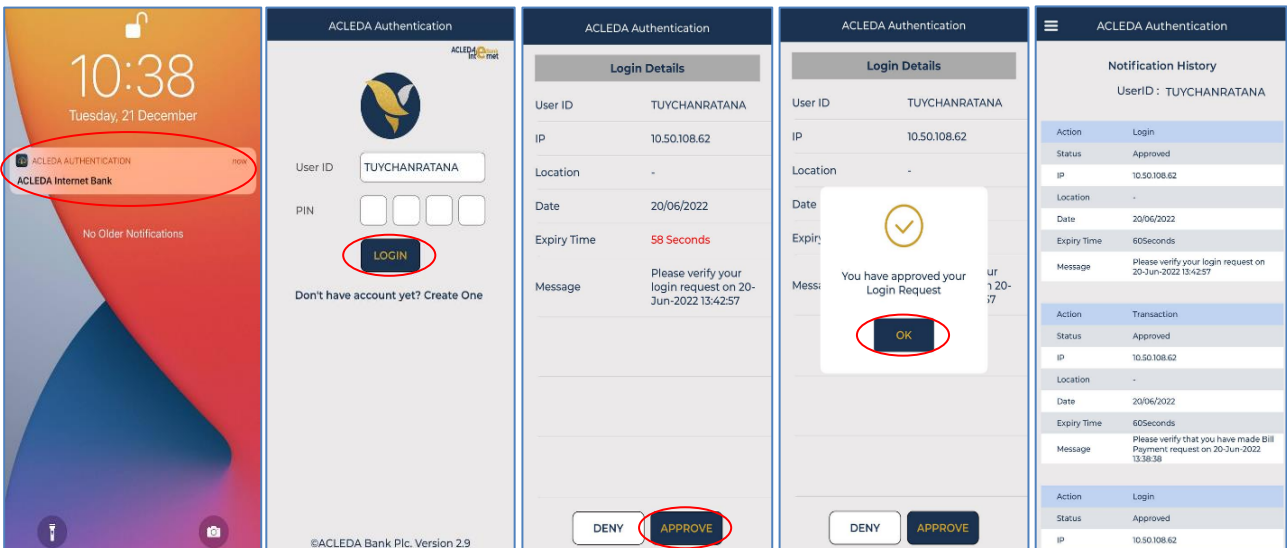 10:38
Tuesday, 21 December
ACLEDA AUTHENTICATION now
ACLEDA Internet Bank
No Older Notifications
ACLEDA Authentication
User ID TUYCHANRATANA
PIN
LOGIN
Don't have account yet? Create One
©ACLEDA Bank Plc. Version 2.9
ACLEDA Authentication
Login Details
User ID TUYCHANRATANA
IP 10.50.108.62
Location -
Date 20/06/2022
Expiry Time 58 Seconds
Message Please verify your
login request on 20-
Jun-2022 13:42:57
DENY APPROVE
ACLEDA Authentication
Login Details
User ID TUYCHANRATANA
IP 10.50.108.62
Location -
Date
You have approved your
Login Request
OK
DENY APPROVE
ACLEDA Authentication
Notification History
UserID : TUYCHANRATANA
Action Login
Status Approved
IP 10.50.108.62
Location -
Date 20/06/2022
Expiry Time 60Seconds
Message Please verify your login request on
20-Jun-2022 13:42:57
Action Transaction
Status Approved
IP 10.50.108.62
Location -
Date 20/06/2022
Expiry Time 60Seconds
Message Please verify that you have made Bill
Payment request on 20-Jun-2022
13:38:38
Action Login
Status Approved
IP 10.50.108.62